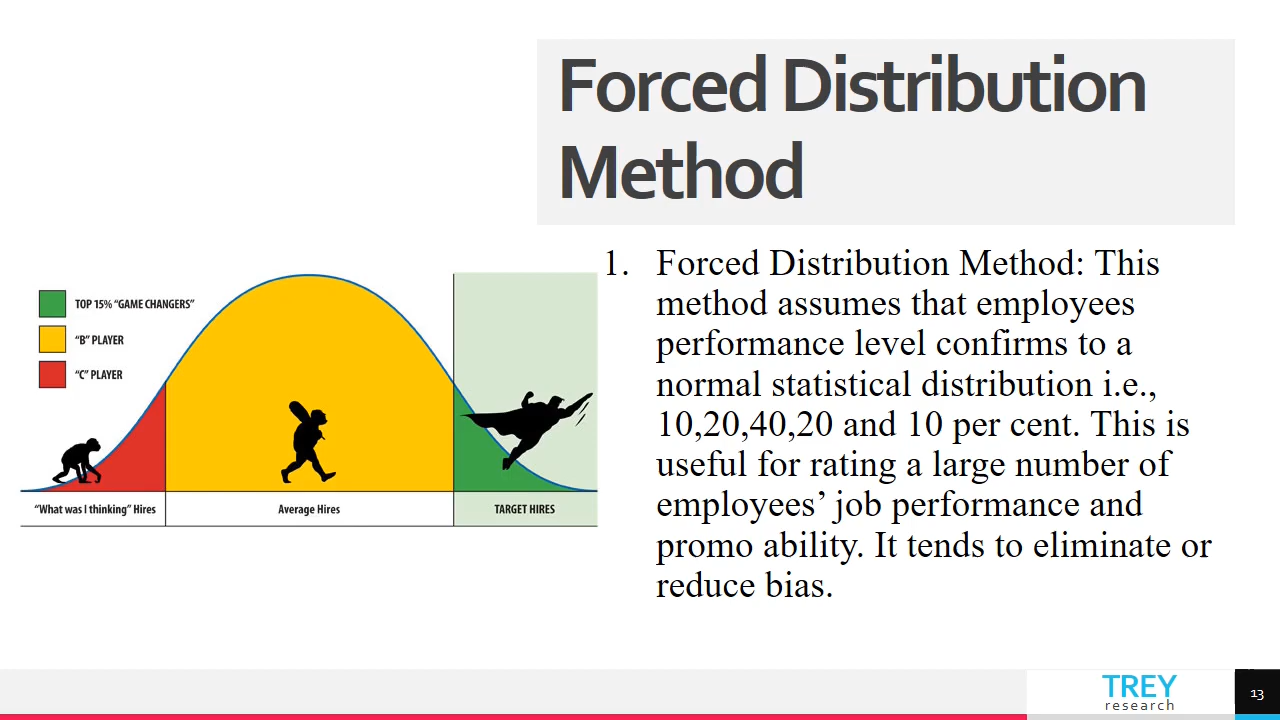 Forced Distribution
Method
TOP 15% “GAME CHANGERS”
“B” PLAYER
“C” PLAYER
“What was I thinking” Hires
Average Hires
TARGET HIRES
1. Forced Distribution Method: This
method assumes that employees
performance level confirms to a
normal statistical distribution i.e.,
10,20,40,20 and 10 per cent. This is
useful for rating a large number of
employees’ job performance and
promo ability. It tends to eliminate or
reduce bias.
TREY
research
13